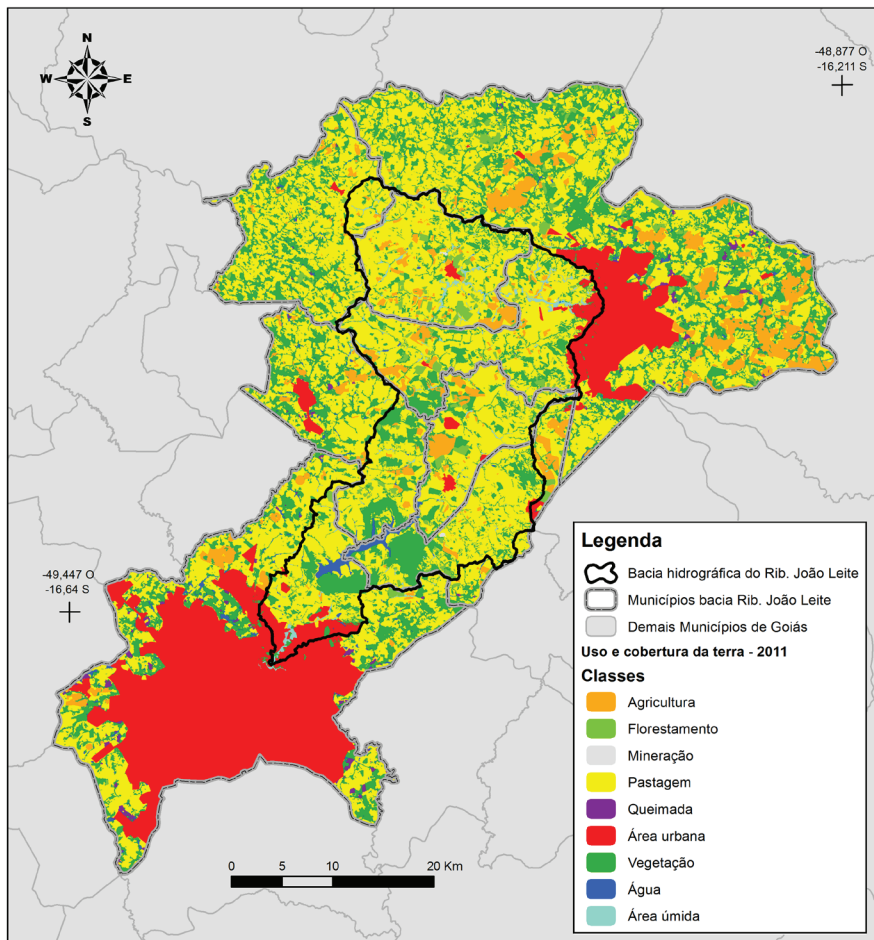 N
W E
S
-48,877 O
-16,211 S
-49,447 O
-16,64 S
Legenda
Bacia hidrográfica do Rib. João Leite
Municípios bacia Rib. João Leite
Demais Municípios de Goiás
Uso e cobertura da terra - 2011
Classes
Agricultura
Florestamento
Mineração
Pastagem
Queimada
Área urbana
Vegetação
Água
Área úmida
0 5 10 20 Km